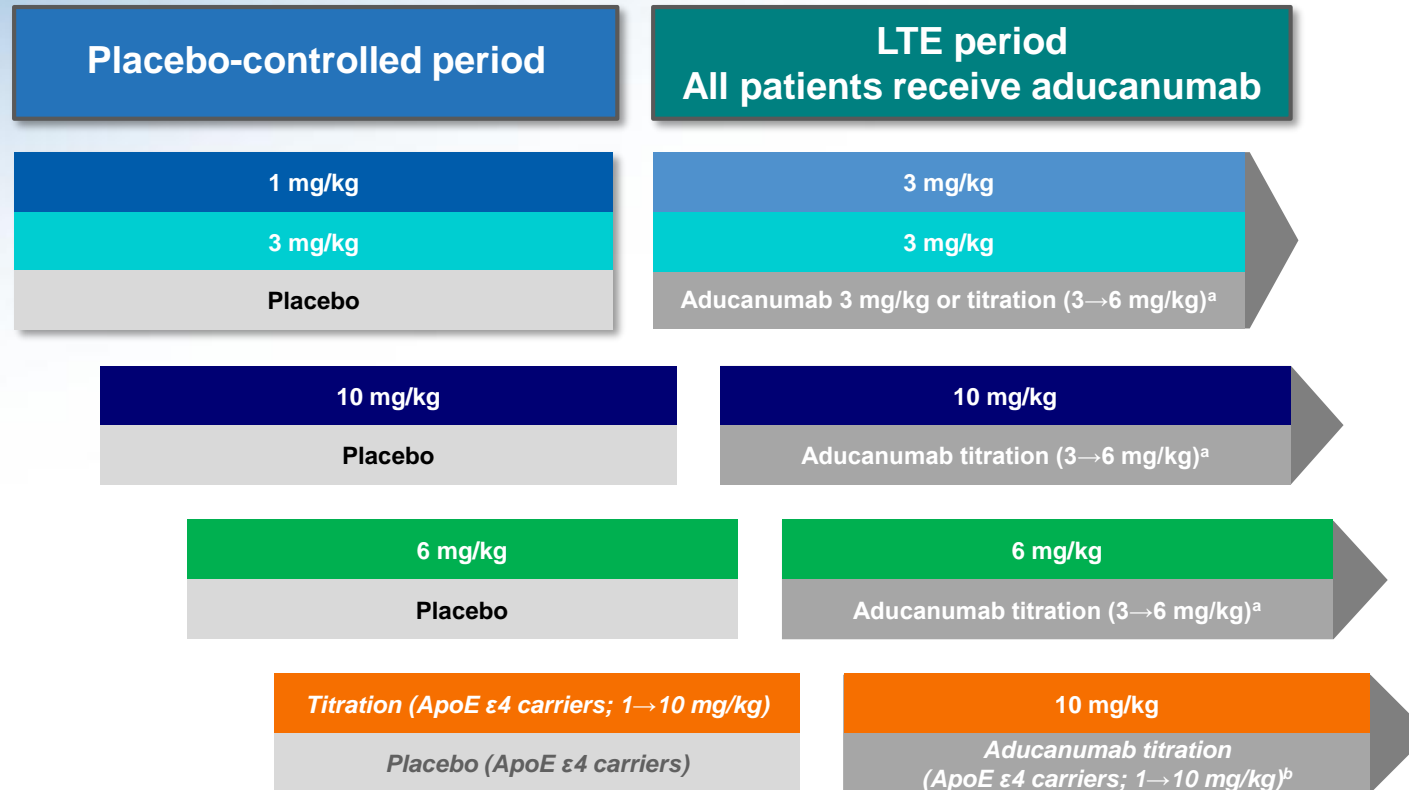 Placebo-controlled period
LTE period
All patients receive aducanumab
1 mg/kg
3 mg/kg
3 mg/kg
3 mg/kg
Placebo
Aducanumab 3 mg/kg or titration (3→6 mg/kg)ᵃ
10 mg/kg
10 mg/kg
Placebo
Aducanumab titration (3→6 mg/kg)ᵃ
6 mg/kg
6 mg/kg
Placebo
Aducanumab titration (3→6 mg/kg)ᵃ
Titration (ApoE ε4 carriers; 1→10 mg/kg)
10 mg/kg
Placebo (ApoE ε4 carriers)
Aducanumab titration
(ApoE ε4 carriers; 1→10 mg/kg)ᵇ